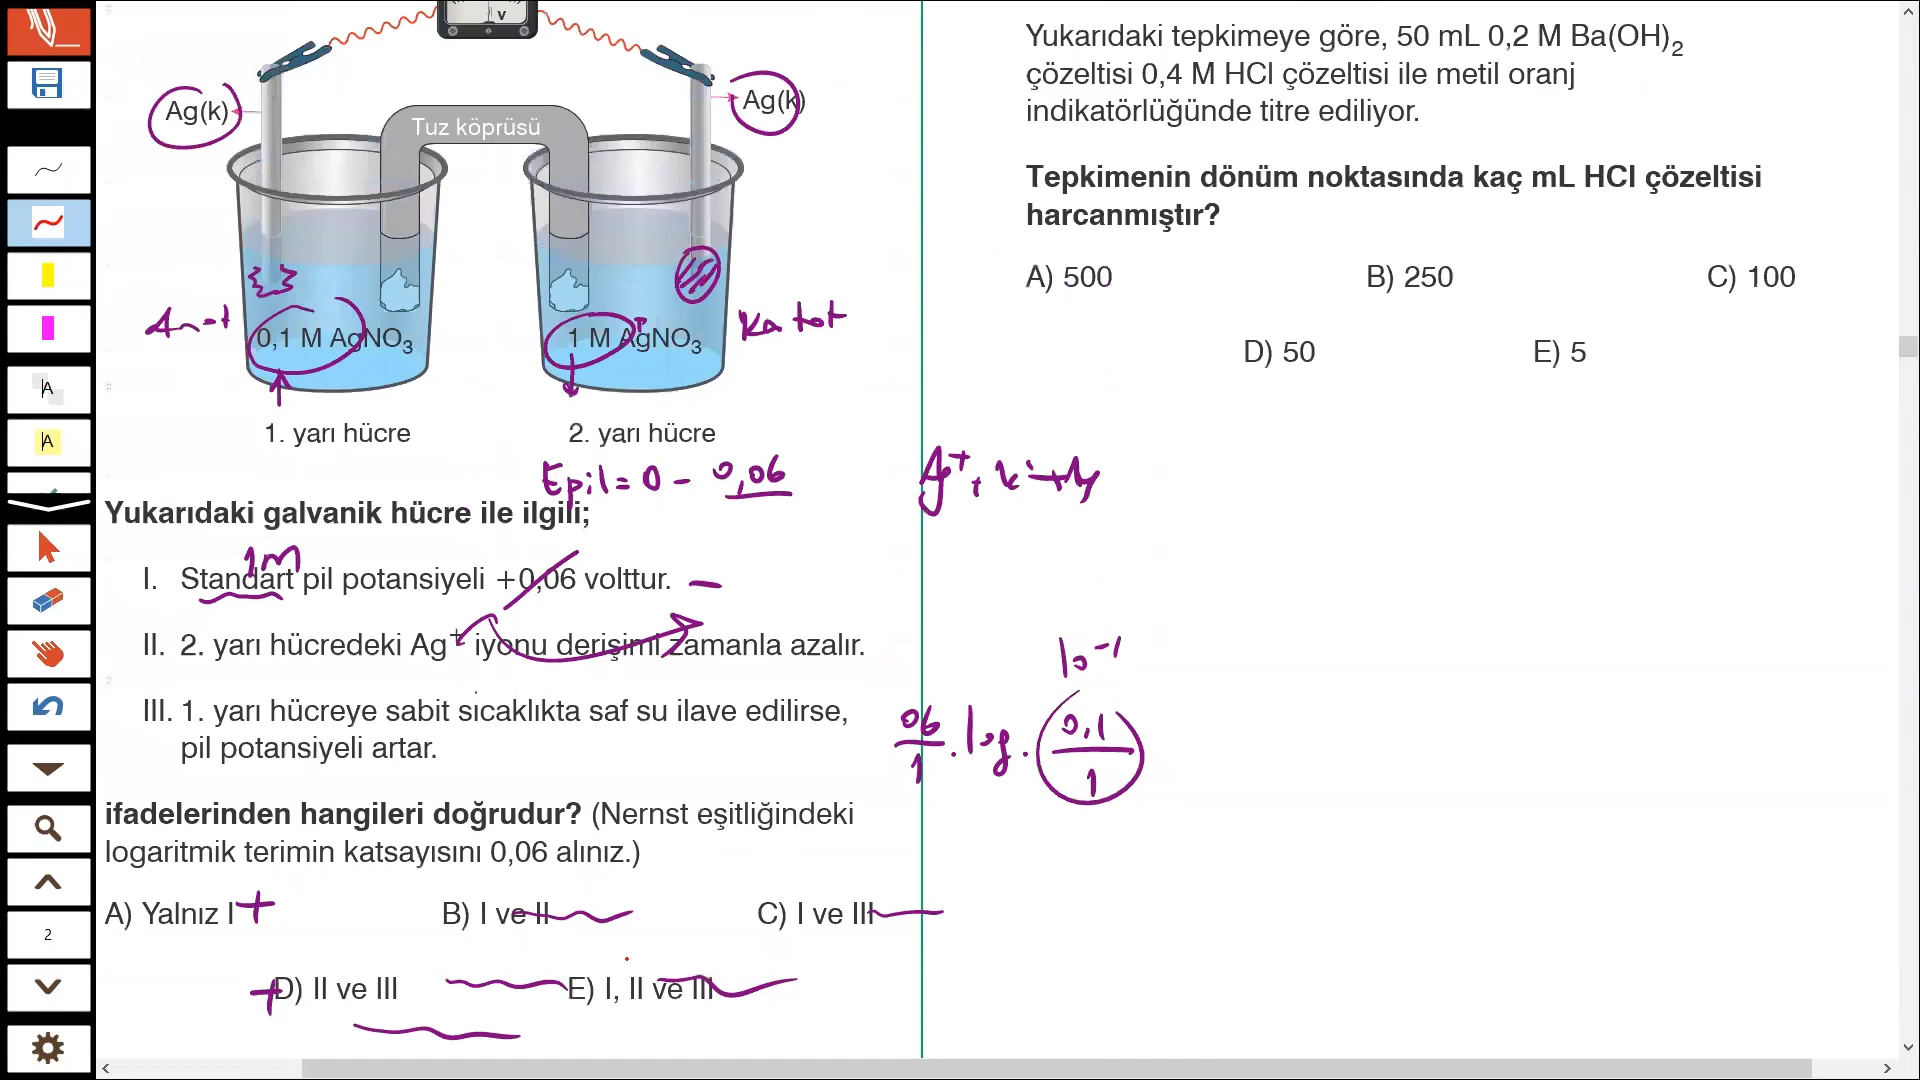 V
Ag(k)
Ag(k)
Tuz köprüsü
Anot
0,1 M AgNO3
1 M AgNO3
Katot
1. yarı hücre
2. yarı hücre
Epil = 0 - 0,06
Yukarıdaki galvanik hücre ile ilgili;
1M
I. Standart pil potansiyeli +0,06 volttur.
II. 2. yarı hücredeki Ag+ iyonu derişimi zamanla azalır.
III. 1. yarı hücreye sabit sıcaklıkta saf su ilave edilirse,
pil potansiyeli artar.
ifadelerinden hangileri doğrudur? (Nernst eşitliğindeki
logaritmik terimin katsayısını 0,06 alınız.)
A) Yalnız I
B) I ve II
C) I ve III
D) II ve III
E) I, II ve III
Yukarıdaki tepkimeye göre, 50 mL 0,2 M Ba(OH)2
çözeltisi 0,4 M HCl çözeltisi ile metil oranj
indikatörlüğünde titre ediliyor.
Tepkimenin dönüm noktasında kaç mL HCl çözeltisi
harcanmıştır?
A) 500
B) 250
C) 100
D) 50
E) 5
Ag+
10-1
06/1 . log . 0,1/1
A
A
2